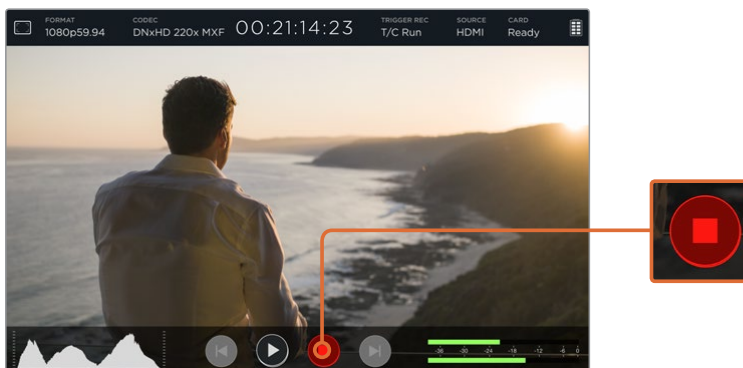 FORMAT
1080p59.94
CODEC
DNxHD 220x MXF
00:21:14:23
TRIGGER REC
T/C Run
SOURCE
HDMI
CARD
Ready
-36 -30 -24 -18 -12 -6 0